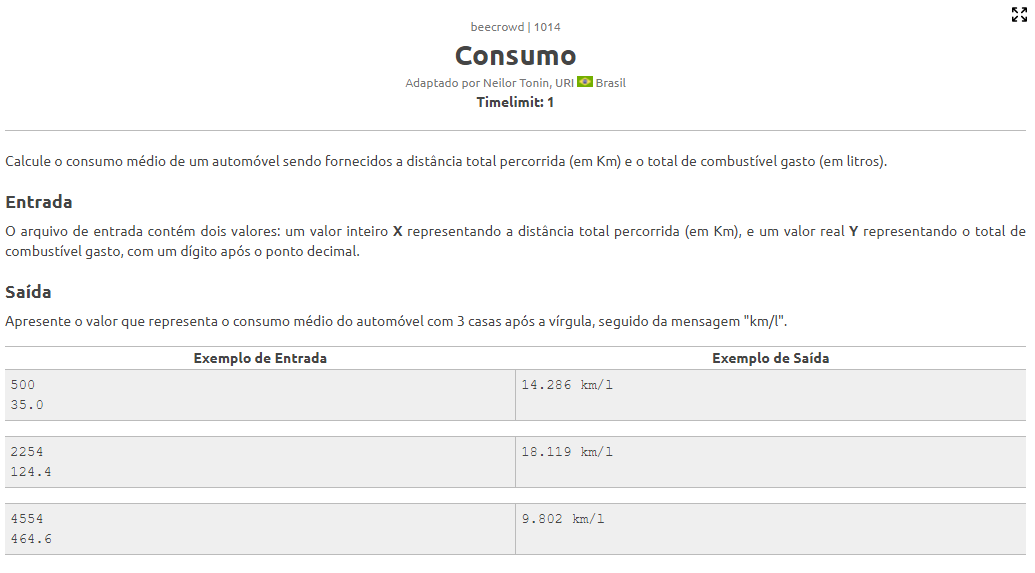 beecrowd | 1014
Consumo
Adaptado por Neilor Tonin, URI Brasil
Timelimit: 1
Calcule o consumo médio de um automóvel sendo fornecidos a distância total percorrida (em Km) e o total de combustível gasto (em litros).
Entrada
O arquivo de entrada contém dois valores: um valor inteiro X representando a distância total percorrida (em Km), e um valor real Y representando o total de
combustível gasto, com um dígito após o ponto decimal.
Saída
Apresente o valor que representa o consumo médio do automóvel com 3 casas após a vírgula, seguido da mensagem "km/l".
Exemplo de Entrada Exemplo de Saída
500 14.286 km/l
35.0
2254 18.119 km/l
124.4
4554 9.802 km/l
464.6